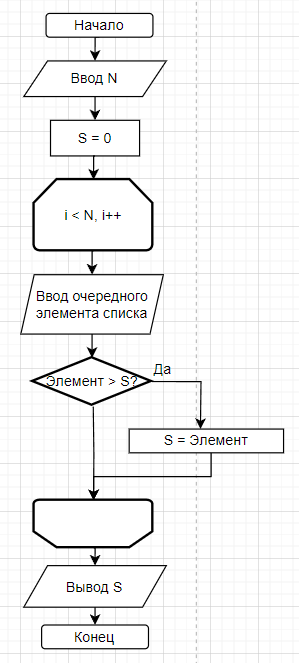 Начало
Ввод N
S = 0
i < N, i++
Ввод очередного
элемента списка
Элемент > S?
Да
S = Элемент
Вывод S
Конец